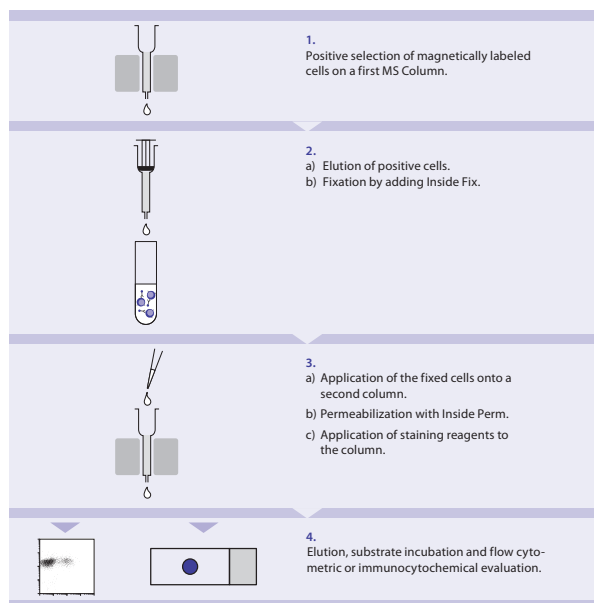 1.
Positive selection of magnetically labeled
cells on a first MS Column.
2.
a) Elution of positive cells.
b) Fixation by adding Inside Fix.
3.
a) Application of the fixed cells onto a
second column.
b) Permeabilization with Inside Perm.
c) Application of staining reagents to
the column.
4.
Elution, substrate incubation and flow cyto-
metric or immunocytochemical evaluation.